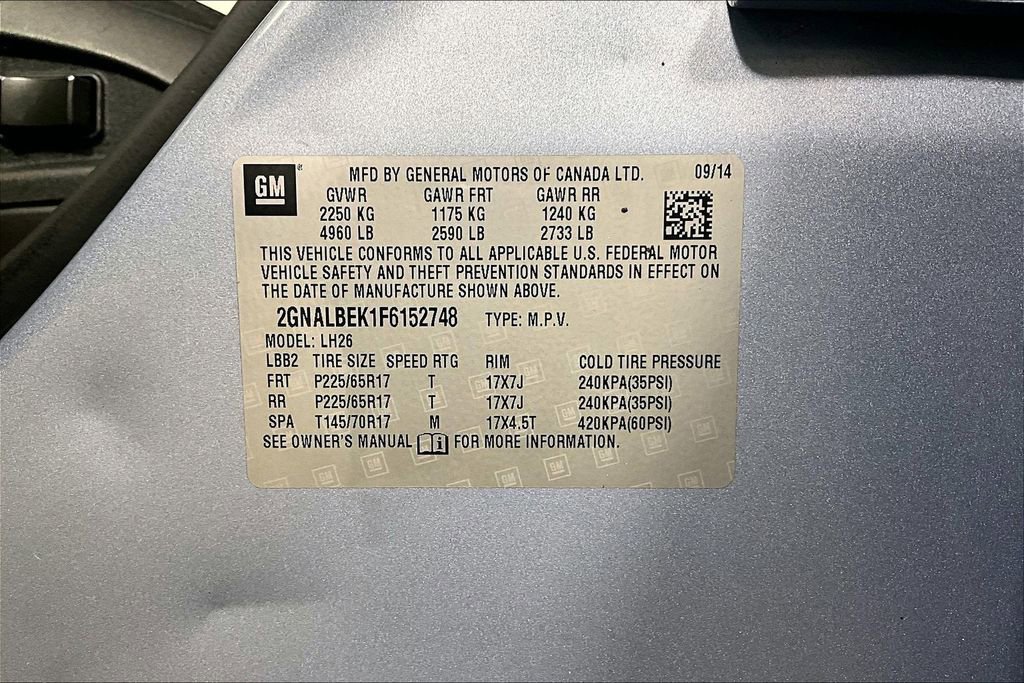 GM MFD BY GENERAL MOTORS OF CANADA LTD. 09/14
GVWR GAWR FRT GAWR RR
2250 KG 1175 KG 1240 KG
4960 LB 2590 LB 2733 LB
THIS VEHICLE CONFORMS TO ALL APPLICABLE U.S. FEDERAL MOTOR
VEHICLE SAFETY AND THEFT PREVENTION STANDARDS IN EFFECT ON
THE DATE OF MANUFACTURE SHOWN ABOVE.
2GNALBEK1F6152748 TYPE: M.P.V.
MODEL: LH26
LBB2 TIRE SIZE SPEED RTG RIM COLD TIRE PRESSURE
FRT P225/65R17 T 17X7J 240KPA(35PSI)
RR P225/65R17 T 17X7J 240KPA(35PSI)
SPA T145/70R17 M 17X4.5T 420KPA(60PSI)
SEE OWNER'S MANUAL FOR MORE INFORMATION.